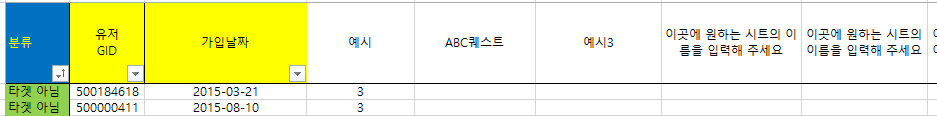 분류
유저
GID
가입날짜
예시
ABC퀘스트
예시3
이곳에 원하는 시트의 이
름을 입력해 주세요
이곳에 원하는 시트의
이름을 입력해 주세요
타겟 아님 500184618 2015-03-21 3
타겟 아님 500000411 2015-08-10 3